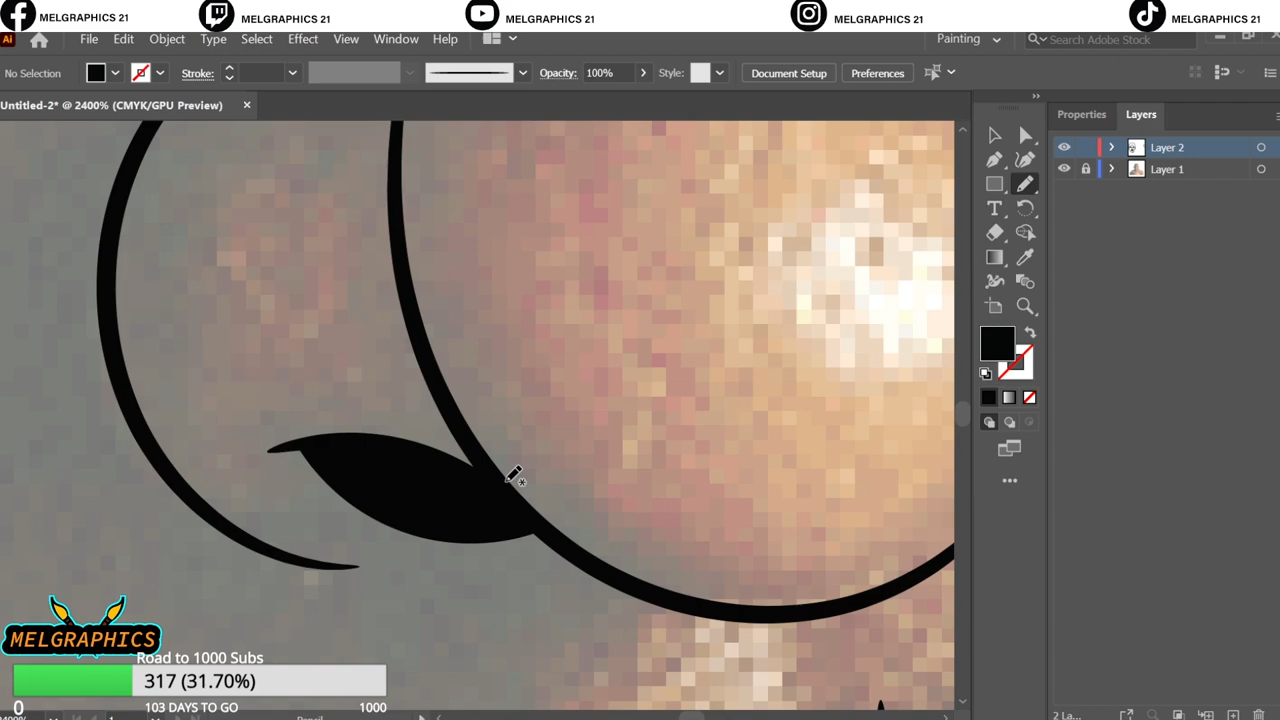 MELGRAPHICS 21
MELGRAPHICS 21
MELGRAPHICS 21
MELGRAPHICS 21
MELGRAPHICS 21
Ai File Edit Object Type Select Effect View Window Help Painting Search Adobe Stock
No Selection Stroke: Opacity: 100% Style: Document Setup Preferences
Untitled-2* @ 2400% (CMYK/GPU Preview) ×
Properties Layers
Layer 2
Layer 1
MELGRAPHICS
Road to 1000 Subs
317 (31.70%)
0 103 DAYS TO GO 1000
2 La...